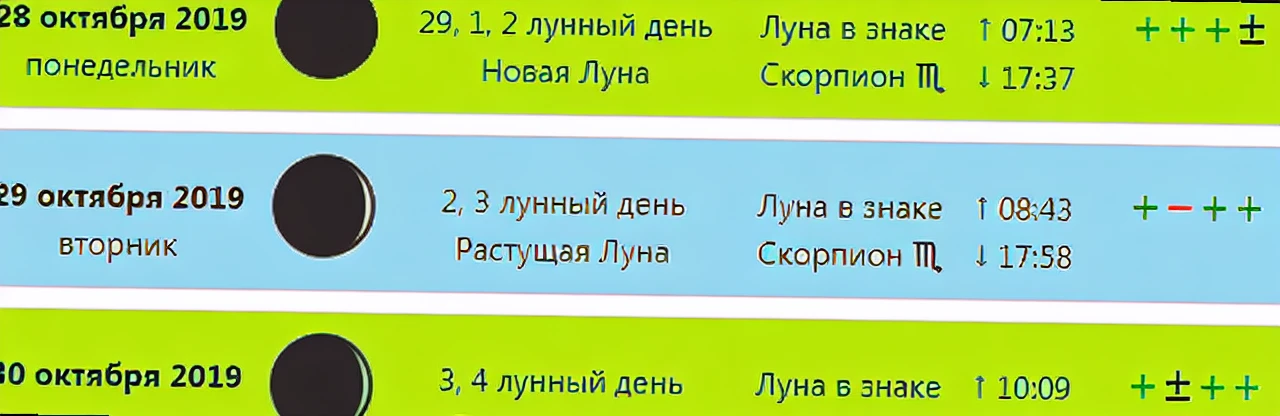 28 октября 2019 29, 1, 2 лунный день Луна в знаке ↑ 07:13 + + + ±
понедельник Новая Луна Скорпион ♏ ↓ 17:37
29 октября 2019 2, 3 лунный день Луна в знаке ↑ 08:43 + − + +
вторник Растущая Луна Скорпион ♏ ↓ 17:58
30 октября 2019 3, 4 лунный день Луна в знаке ↑ 10:09 + ± + +